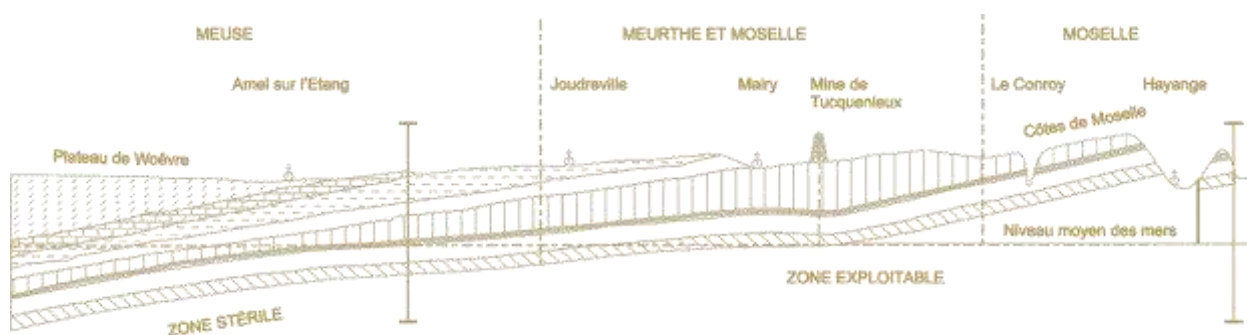 MEUSE
MEURTHE ET MOSELLE
MOSELLE
Amel sur l'Etang
Joudreville
Mairy
Mine de
Tucquenieux
Le Conroy
Hayange
Côtes de Moselle
Plateau de Woêvre
Niveau moyen des mers
ZONE EXPLOITABLE
ZONE STÉRILE